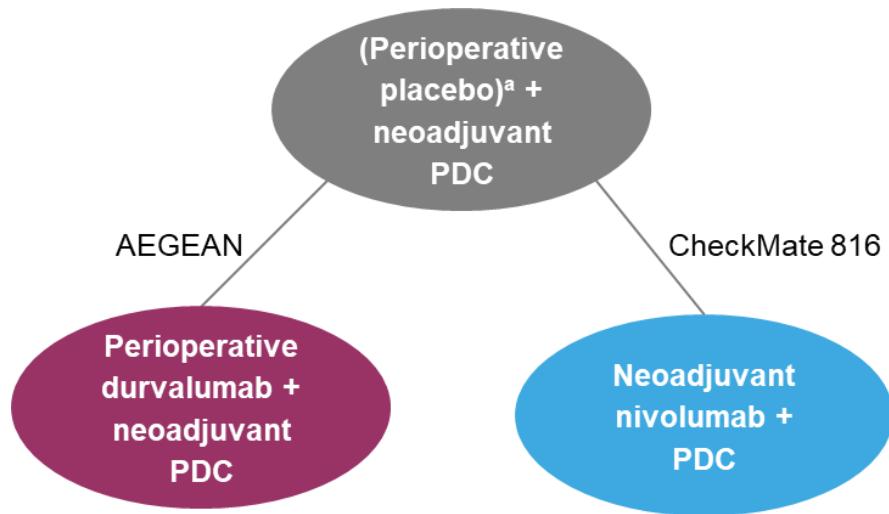 (Perioperative
placebo)ᵃ +
neoadjuvant
PDC
AEGEAN
CheckMate 816
Perioperative
durvalumab +
neoadjuvant
PDC
Neoadjuvant
nivolumab +
PDC